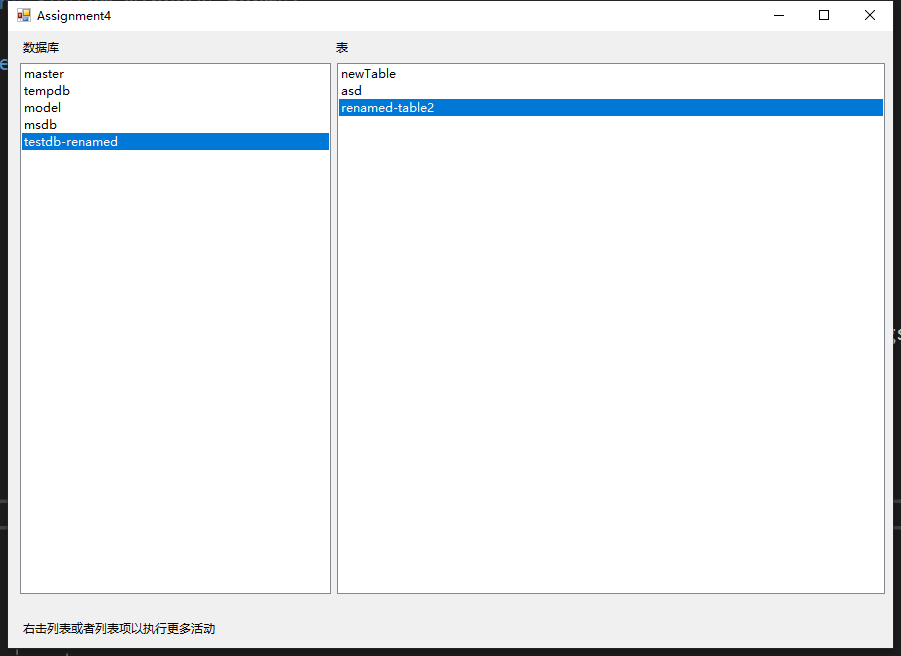 Assignment4
数据库
表
master
tempdb
model
msdb
testdb-renamed
newTable
asd
renamed-table2
右击列表或者列表项以执行更多活动